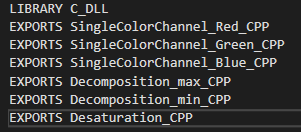 LIBRARY C_DLL
EXPORTS SingleColorChannel_Red_CPP
EXPORTS SingleColorChannel_Green_CPP
EXPORTS SingleColorChannel_Blue_CPP
EXPORTS Decomposition_max_CPP
EXPORTS Decomposition_min_CPP
EXPORTS Desaturation_CPP